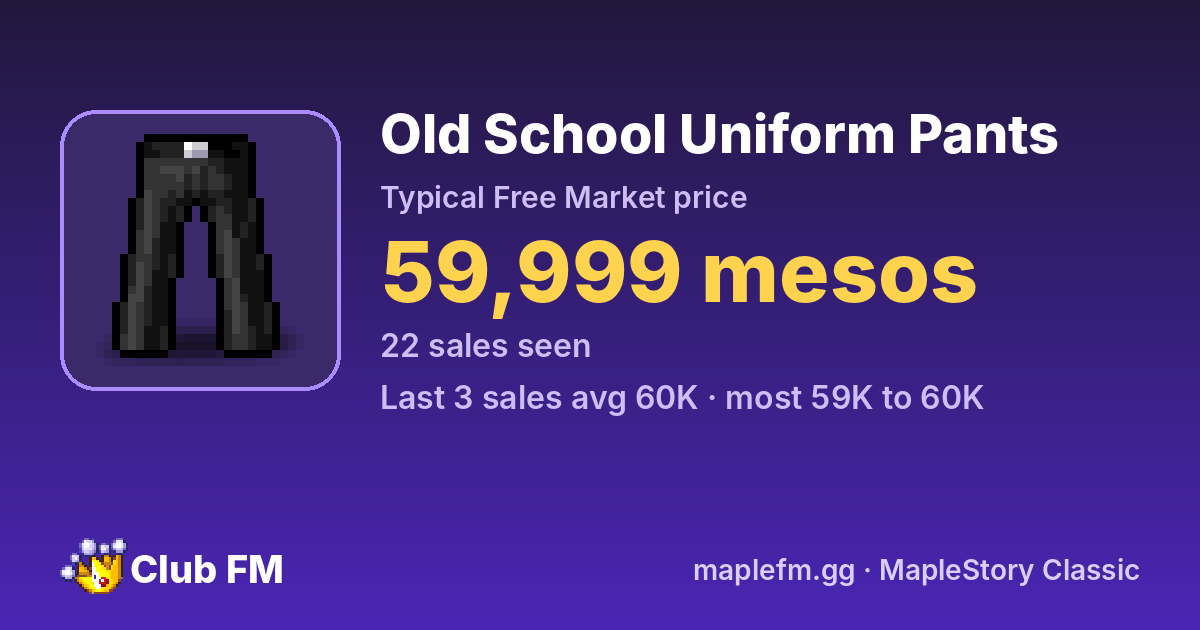 Old School Uniform Pants
Typical Free Market price
59,999 mesos
22 sales seen
Last 3 sales avg 60K · most 59K to 60K
Club FM
maplefm.gg · MapleStory Classic